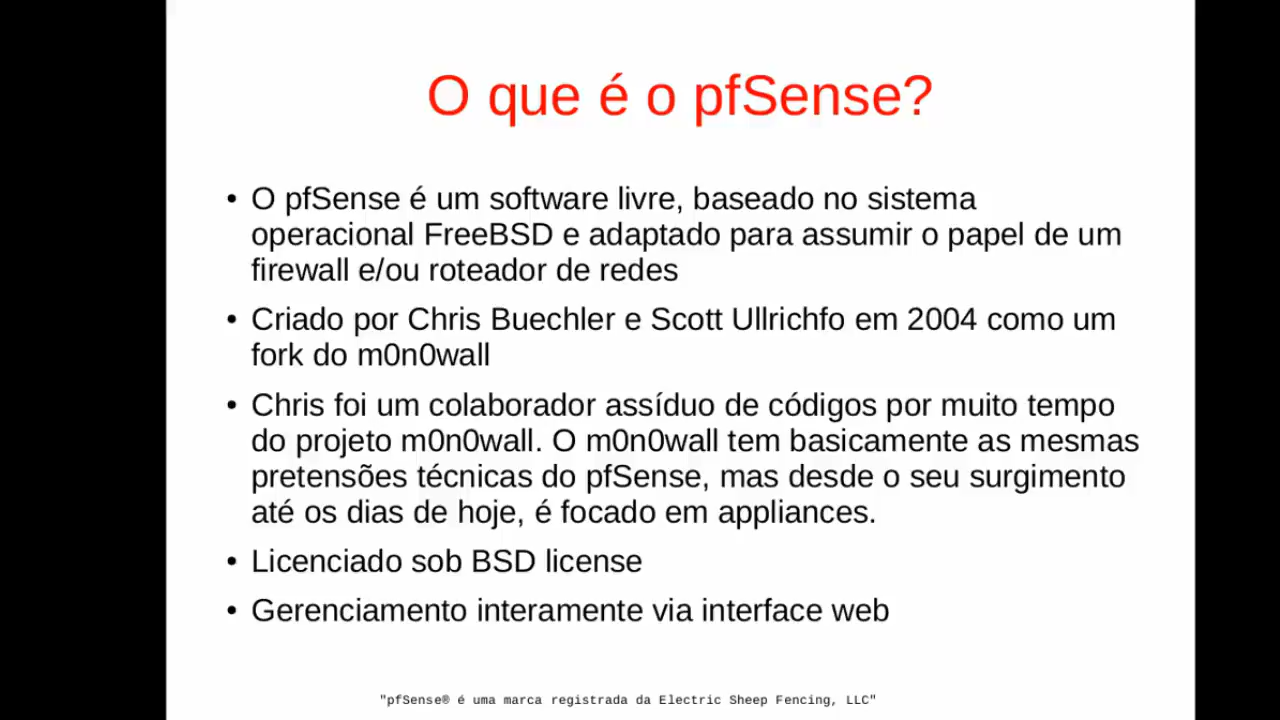 O que é o pfSense?
• O pfSense é um software livre, baseado no sistema
operacional FreeBSD e adaptado para assumir o papel de um
firewall e/ou roteador de redes
• Criado por Chris Buechler e Scott Ullrichfo em 2004 como um
fork do m0n0wall
• Chris foi um colaborador assíduo de códigos por muito tempo
do projeto m0n0wall. O m0n0wall tem basicamente as mesmas
pretensões técnicas do pfSense, mas desde o seu surgimento
até os dias de hoje, é focado em appliances.
• Licenciado sob BSD license
• Gerenciamento interamente via interface web
"pfSense® é uma marca registrada da Electric Sheep Fencing, LLC"